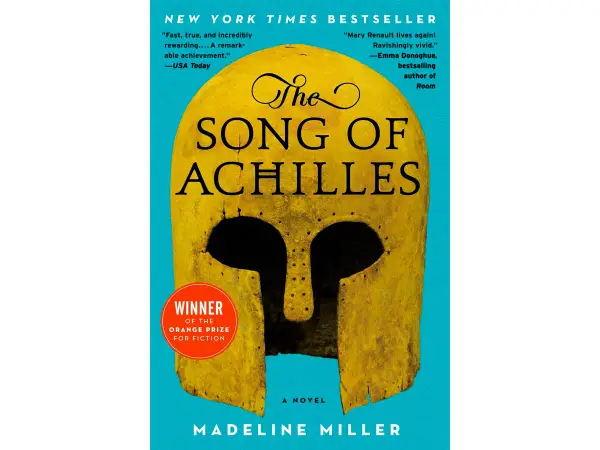 NEW YORK TIMES BESTSELLER
"Fast, true, and incredibly
rewarding. . . . A remark-
able achievement."
—USA Today
"Mary Renault lives again!
Ravishingly vivid."
—Emma Donoghue,
bestselling
author of
Room
The
SONG OF
ACHILLES
WINNER
OF THE
ORANGE PRIZE
FOR FICTION
A NOVEL
MADELINE MILLER